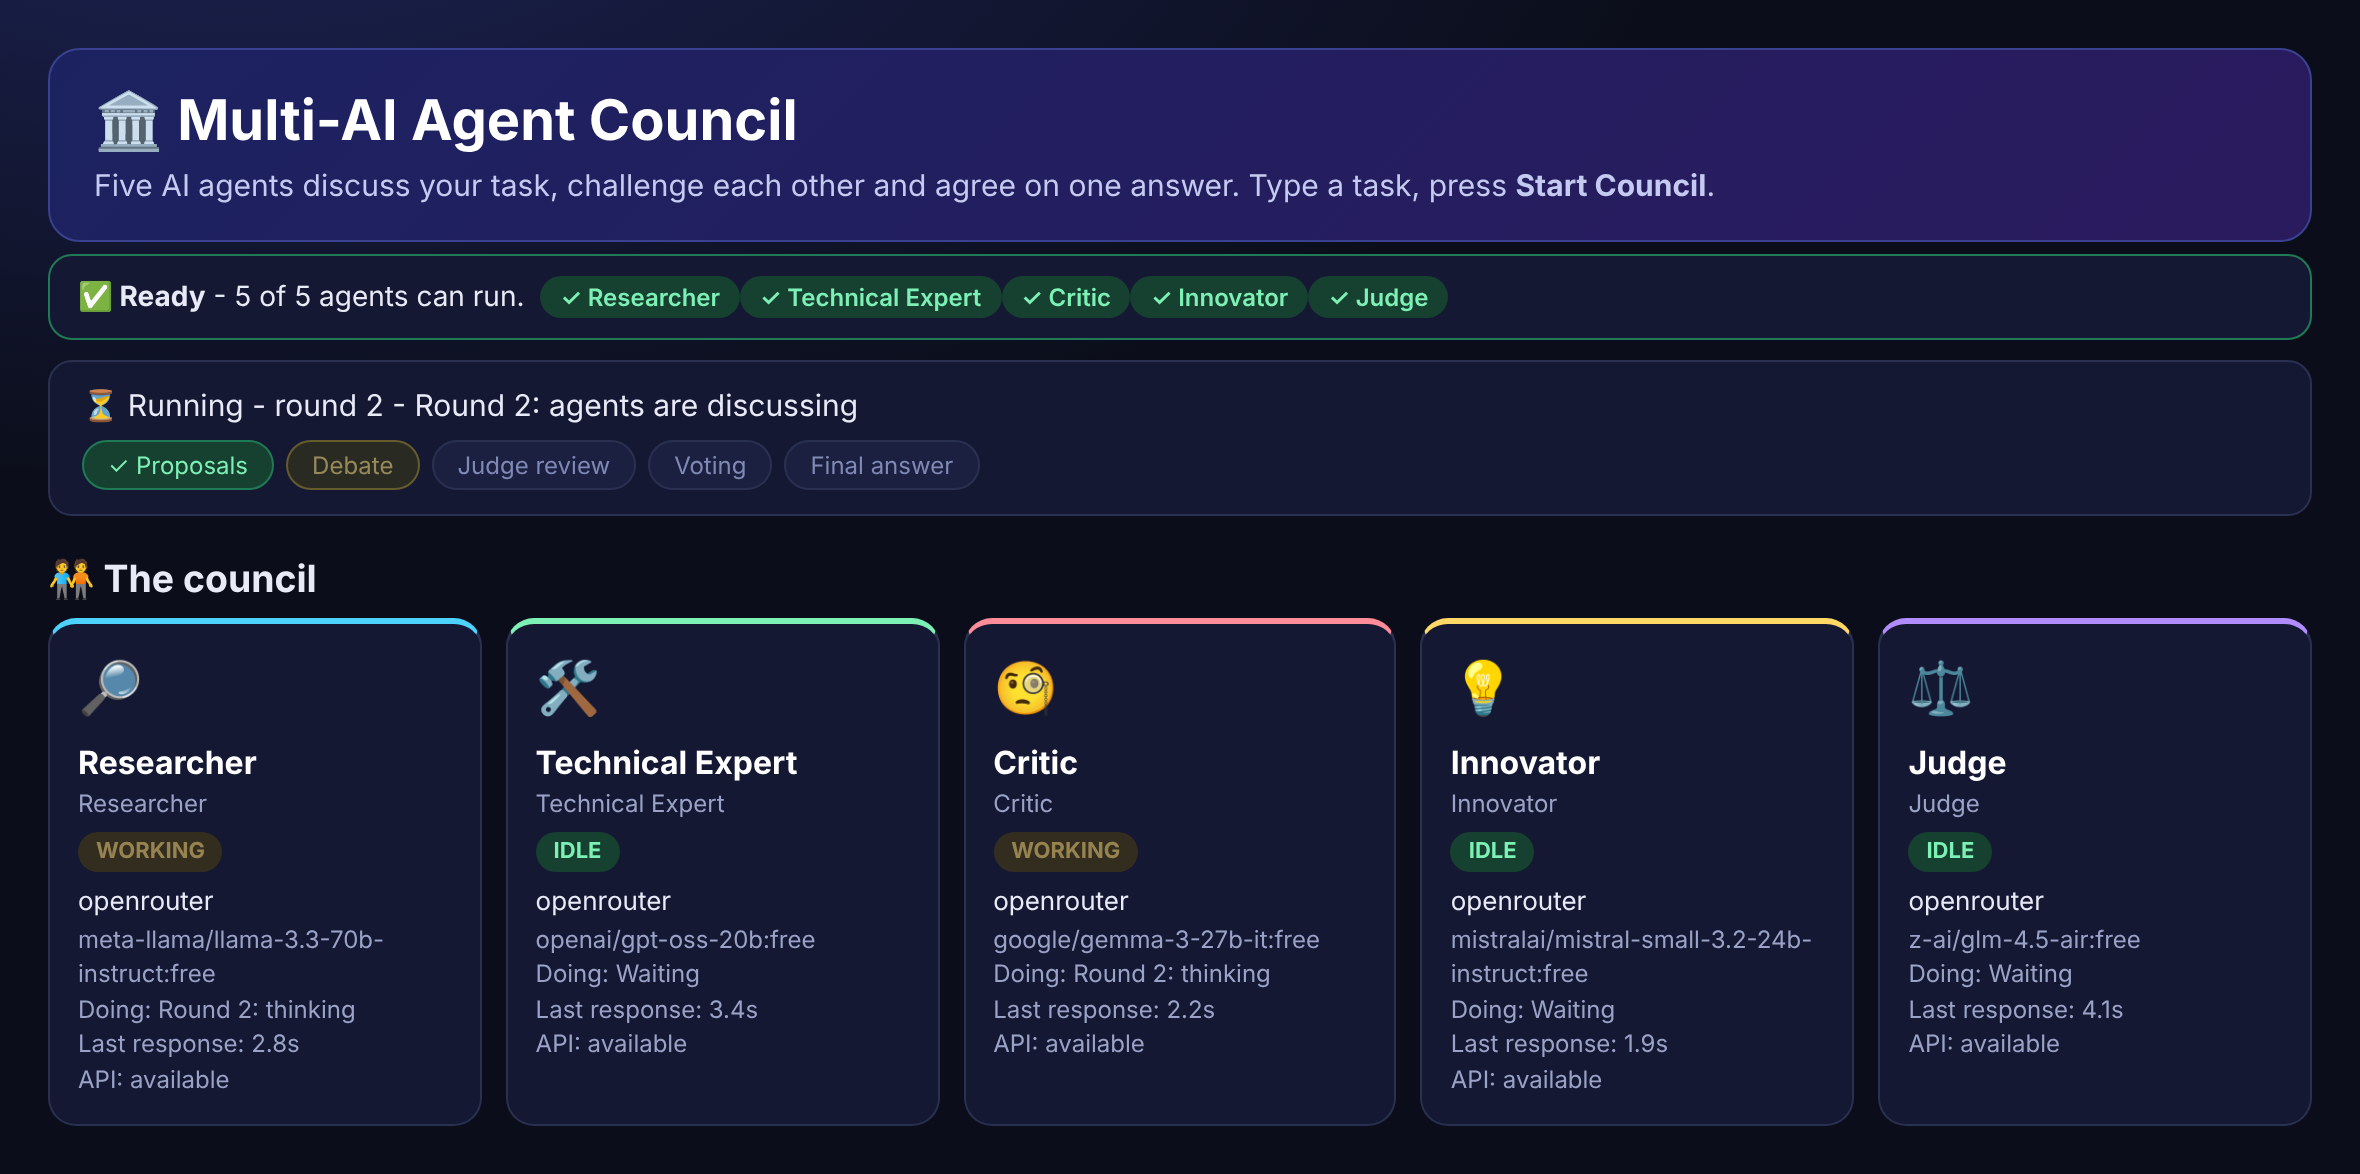 Multi-AI Agent Council
Five AI agents discuss your task, challenge each other and agree on one answer. Type a task, press Start Council.
Ready - 5 of 5 agents can run. ✓ Researcher ✓ Technical Expert ✓ Critic ✓ Innovator ✓ Judge
Running - round 2 - Round 2: agents are discussing
✓ Proposals Debate Judge review Voting Final answer
The council
Researcher
Researcher
WORKING
openrouter
meta-llama/llama-3.3-70b-
instruct:free
Doing: Round 2: thinking
Last response: 2.8s
API: available
Technical Expert
Technical Expert
IDLE
openrouter
openai/gpt-oss-20b:free
Doing: Waiting
Last response: 3.4s
API: available
Critic
Critic
WORKING
openrouter
google/gemma-3-27b-it:free
Doing: Round 2: thinking
Last response: 2.2s
API: available
Innovator
Innovator
IDLE
openrouter
mistralai/mistral-small-3.2-24b-
instruct:free
Doing: Waiting
Last response: 1.9s
API: available
Judge
Judge
IDLE
openrouter
z-ai/glm-4.5-air:free
Doing: Waiting
Last response: 4.1s
API: available